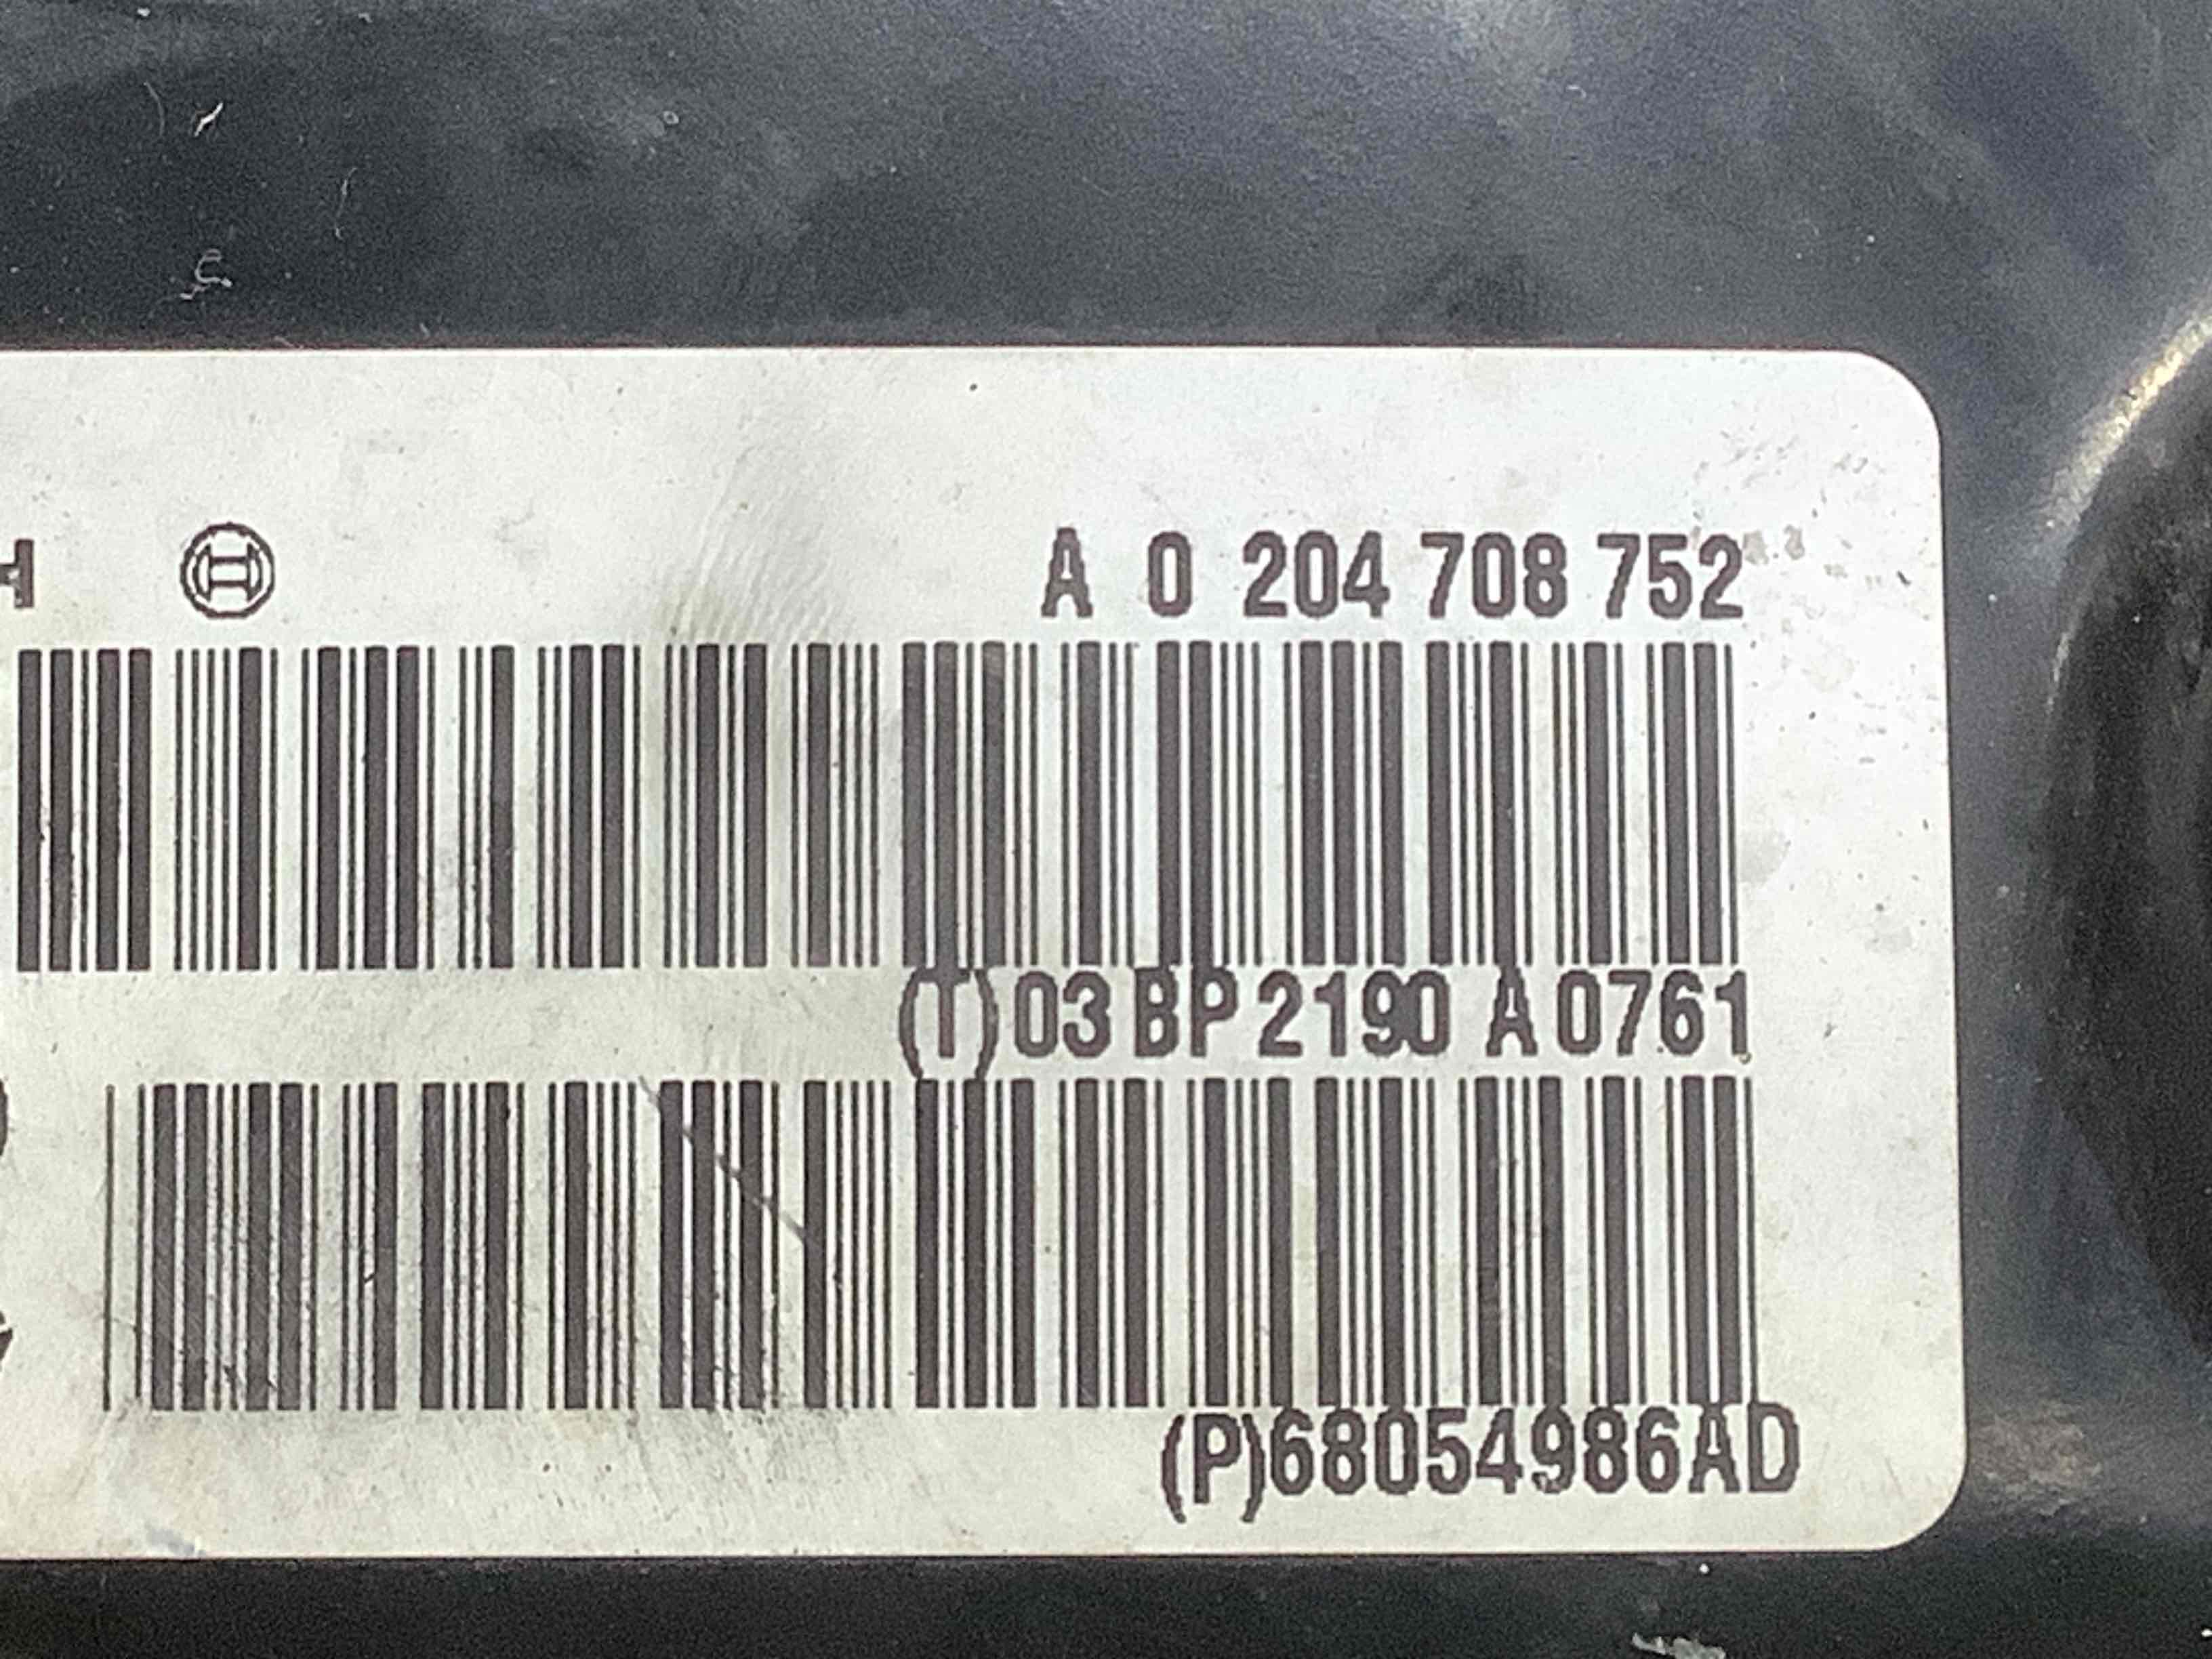 H A 0 204 708 752
(T)03 BP 2190 A 0761
(P)68054986AD